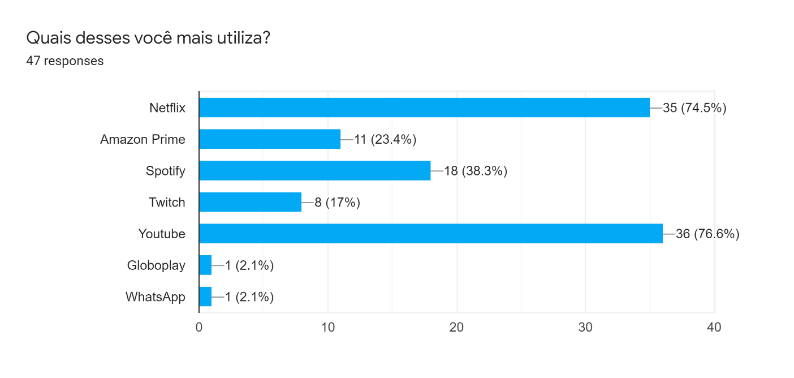 Quais desses você mais utiliza?
47 responses
Netflix 35 (74.5%)
Amazon Prime 11 (23.4%)
Spotify 18 (38.3%)
Twitch 8 (17%)
Youtube 36 (76.6%)
Globoplay 1 (2.1%)
WhatsApp 1 (2.1%)
0 10 20 30 40